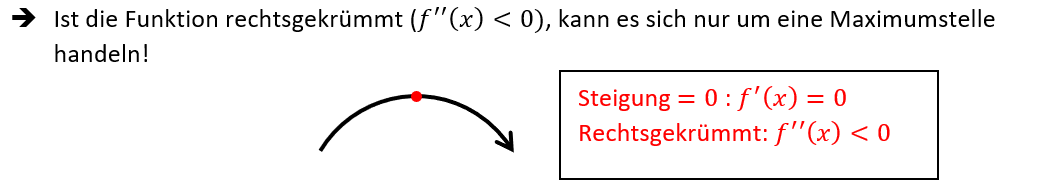 ➔ Ist die Funktion rechtsgekrümmt (f′′(x) < 0), kann es sich nur um eine Maximumstelle
handeln!
Steigung = 0 : f′(x) = 0
Rechtsgekrümmt: f′′(x) < 0